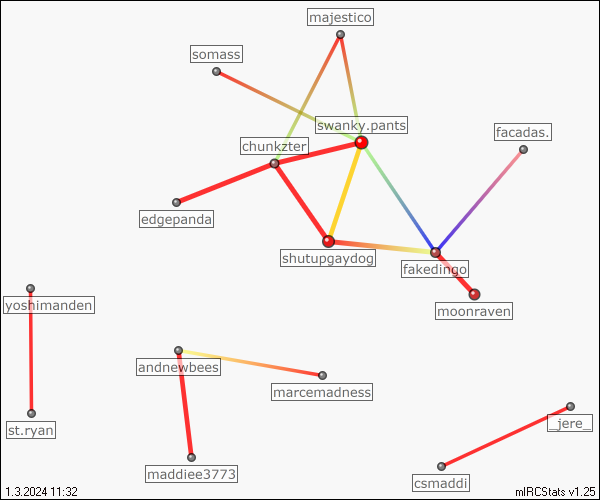 majestico
somass
swanky.pants
facadas.
chunkzter
edgepanda
shutupgaydog
fakedingo
yoshimanden
moonraven
andnewbees
marcemadness
_jere_
st.ryan
maddiee3773
csmaddi
1.3.2024 11:32
mIRCStats v1.25